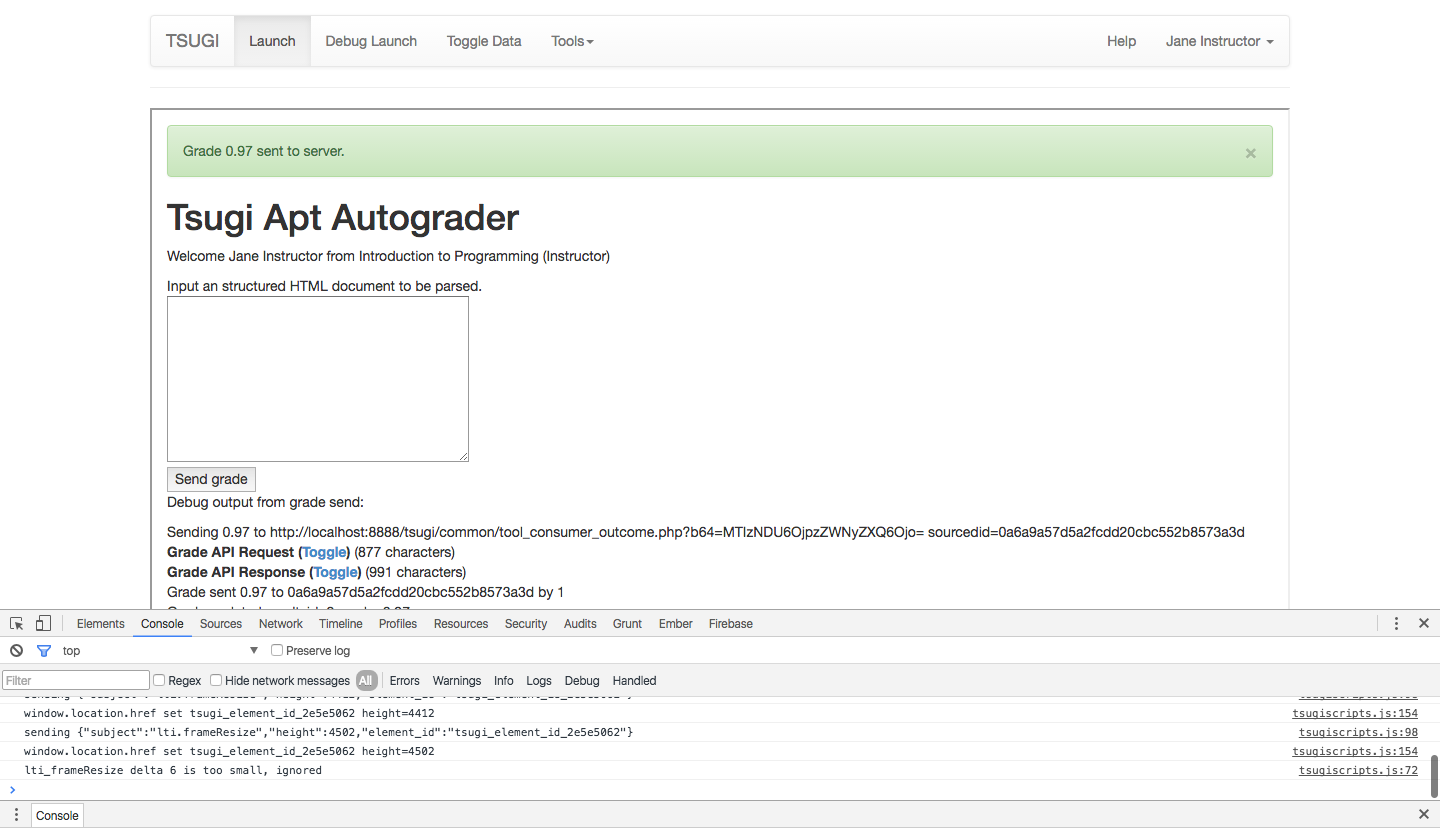 TSUGI Launch Debug Launch Toggle Data Tools Help Jane Instructor
Grade 0.97 sent to server. ×
Tsugi Apt Autograder
Welcome Jane Instructor from Introduction to Programming (Instructor)
Input an structured HTML document to be parsed.
Send grade
Debug output from grade send:
Sending 0.97 to http://localhost:8888/tsugi/common/tool_consumer_outcome.php?b64=MTIzNDU6OjpzZWNyZXQ6Ojo= sourcedid=0a6a9a57d5a2fcdd20cbc552b8573a3d
Grade API Request (Toggle) (877 characters)
Grade API Response (Toggle) (991 characters)
Grade sent 0.97 to 0a6a9a57d5a2fcdd20cbc552b8573a3d by 1
Elements Console Sources Network Timeline Profiles Resources Security Audits Grunt Ember Firebase
top Preserve log
Filter Regex Hide network messages All Errors Warnings Info Logs Debug Handled
window.location.href set tsugi_element_id_2e5e5062 height=4412 tsugiscripts.js:154
sending {"subject":"lti.frameResize","height":4502,"element_id":"tsugi_element_id_2e5e5062"} tsugiscripts.js:98
window.location.href set tsugi_element_id_2e5e5062 height=4502 tsugiscripts.js:154
lti_frameResize delta 6 is too small, ignored tsugiscripts.js:72
Console